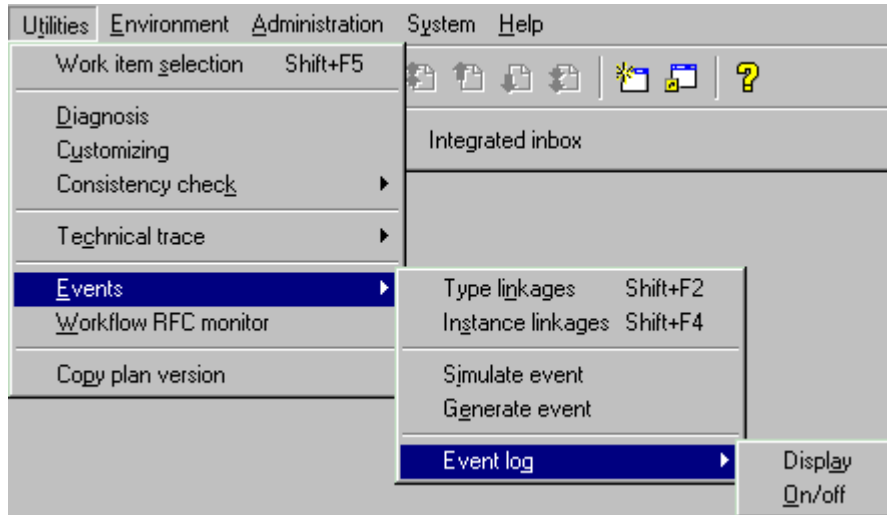 Utilities Environment Administration System Help
Work item selection Shift+F5
Integrated inbox
Diagnosis
Customizing
Consistency check
Technical trace
Events
Workflow RFC monitor
Copy plan version
Type linkages Shift+F2
Instance linkages Shift+F4
Simulate event
Generate event
Event log
Display
On/off